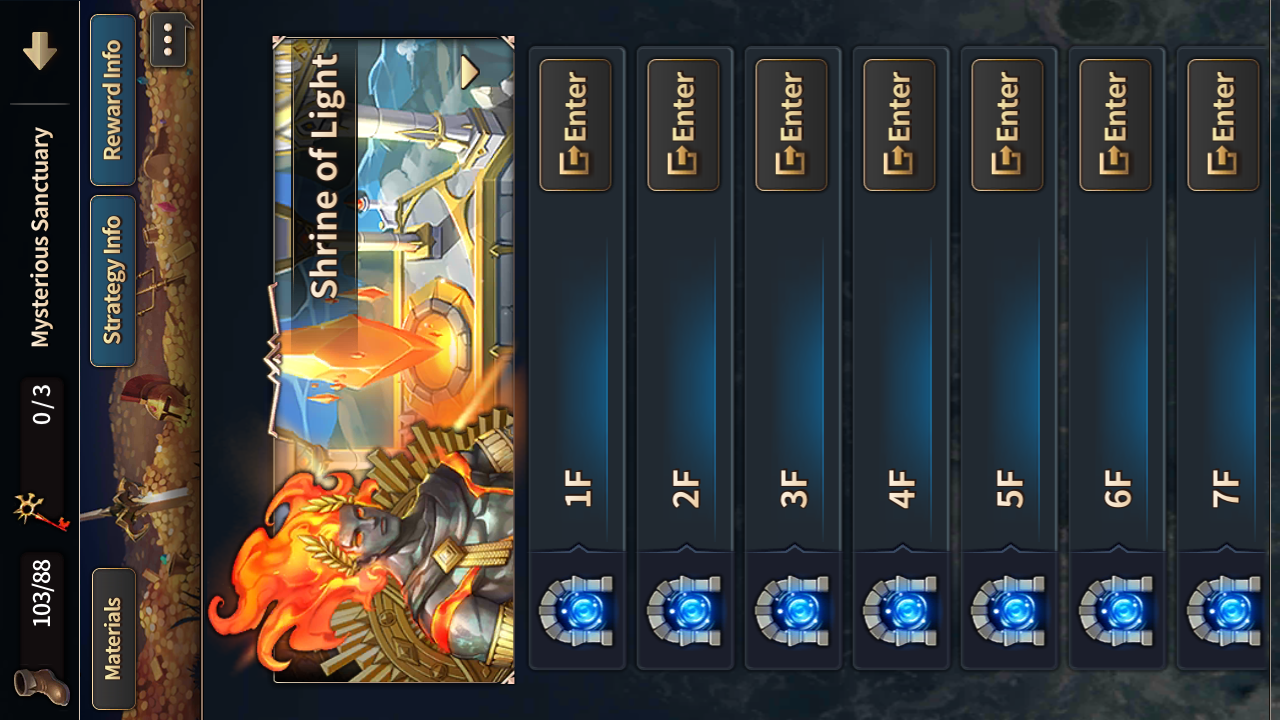 103/88
0/3
Mysterious Sanctuary
Materials
Strategy Info
Reward Info
Shrine of Light
1F
Enter
2F
Enter
3F
Enter
4F
Enter
5F
Enter
6F
Enter
7F
Enter